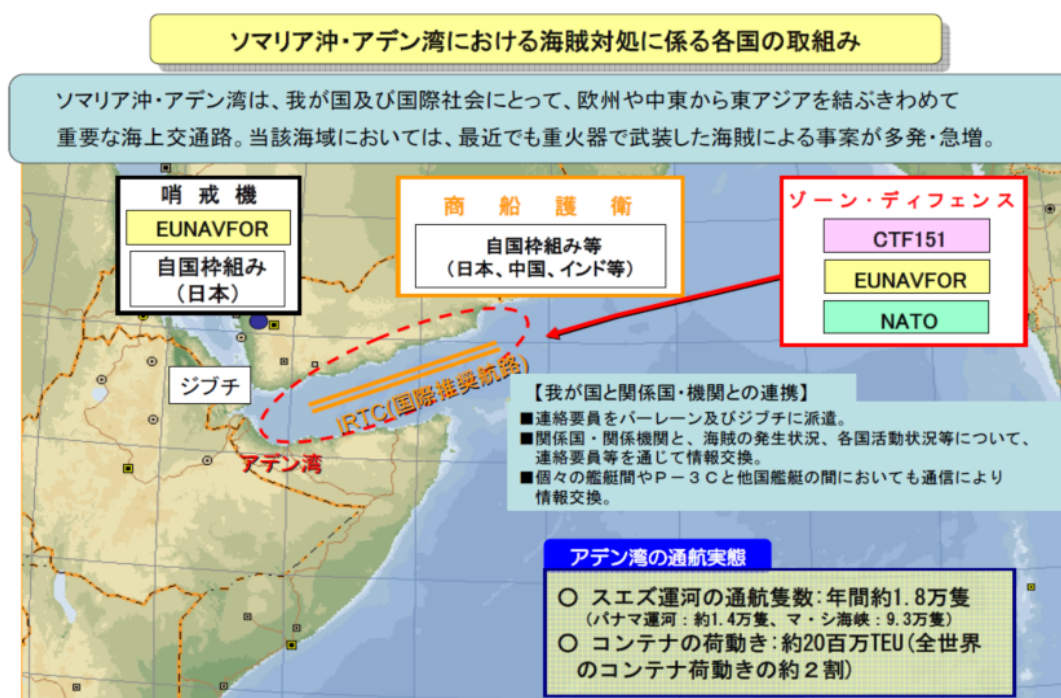 ソマリア沖・アデン湾における海賊対処に係る各国の取組み
ソマリア沖・アデン湾は、我が国及び国際社会にとって、欧州や中東から東アジアを結ぶきわめて
重要な海上交通路。当該海域においては、最近でも重火器で武装した海賊による事案が多発・急増。
哨戒機
EUNAVFOR
自国枠組み
(日本)
商船護衛
自国枠組み等
(日本、中国、インド等)
ゾーン・ディフェンス
CTF151
EUNAVFOR
NATO
ジブチ
IRTC(国際推奨航路)
アデン湾
【我が国と関係国・機関との連携】
■連絡要員をバーレーン及びジブチに派遣。
■関係国・関係機関と、海賊の発生状況、各国活動状況等について、
連絡要員等を通じて情報交換。
■個々の艦艇間やP-3Cと他国艦艇の間においても通信により
情報交換。
アデン湾の通航実態
○ スエズ運河の通航隻数:年間約1.8万隻
(パナマ運河:約1.4万隻、マ・シ海峡:9.3万隻)
○ コンテナの荷動き:約20百万TEU(全世界
のコンテナ荷動きの約2割)